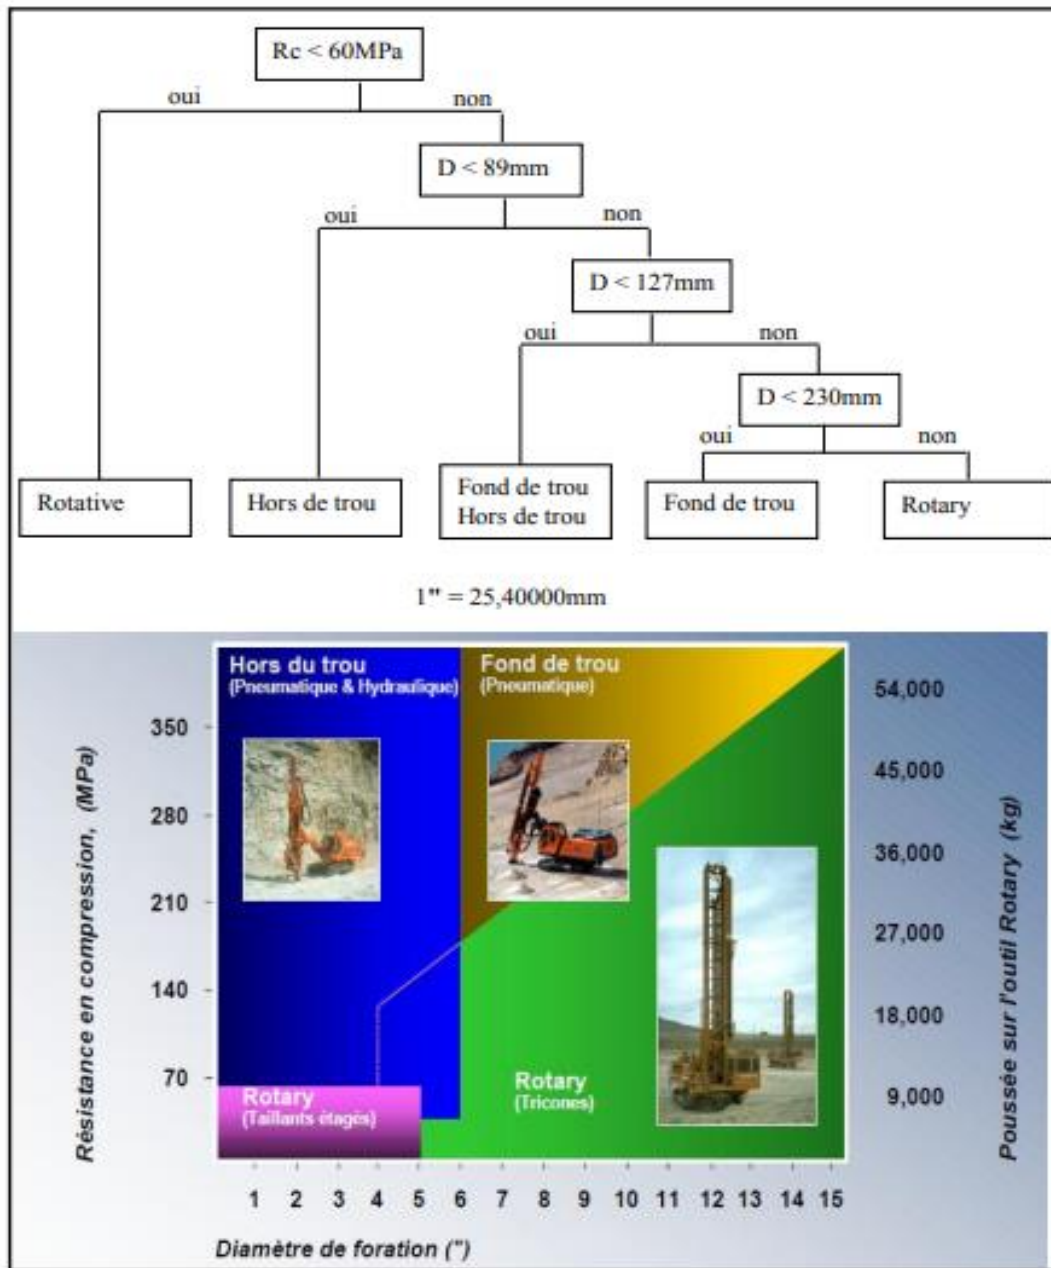 Rc < 60MPa
oui non
D < 89mm
oui non
D < 127mm
oui non
D < 230mm
oui non
Rotative
Hors de trou
Fond de trou
Hors de trou
Fond de trou
Rotary
1" = 25,40000mm
Hors du trou
(Pneumatique & Hydraulique)
Fond de trou
(Pneumatique)
Rotary
(Taillants étagés)
Rotary
(Tricones)
Résistance en compression, (MPa)
350
280
210
140
70
54,000
45,000
36,000
27,000
18,000
9,000
Poussée sur l'outil Rotary (kg)
1 2 3 4 5 6 7 8 9 10 11 12 13 14 15
Diamètre de foration (")